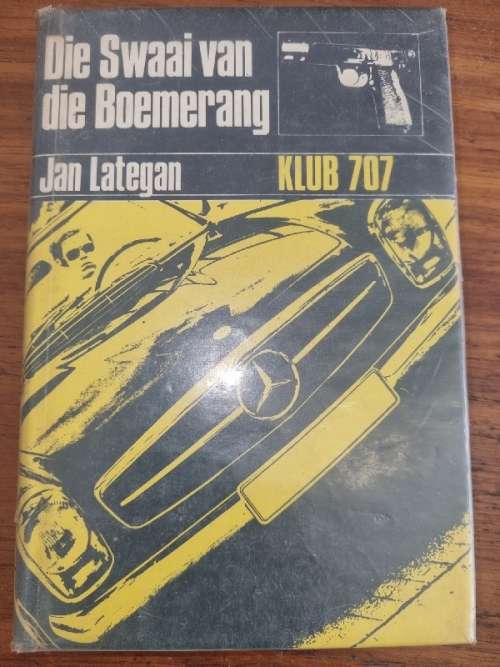 Die Swaai van
die Boemerang
Jan Lategan
KLUB 707